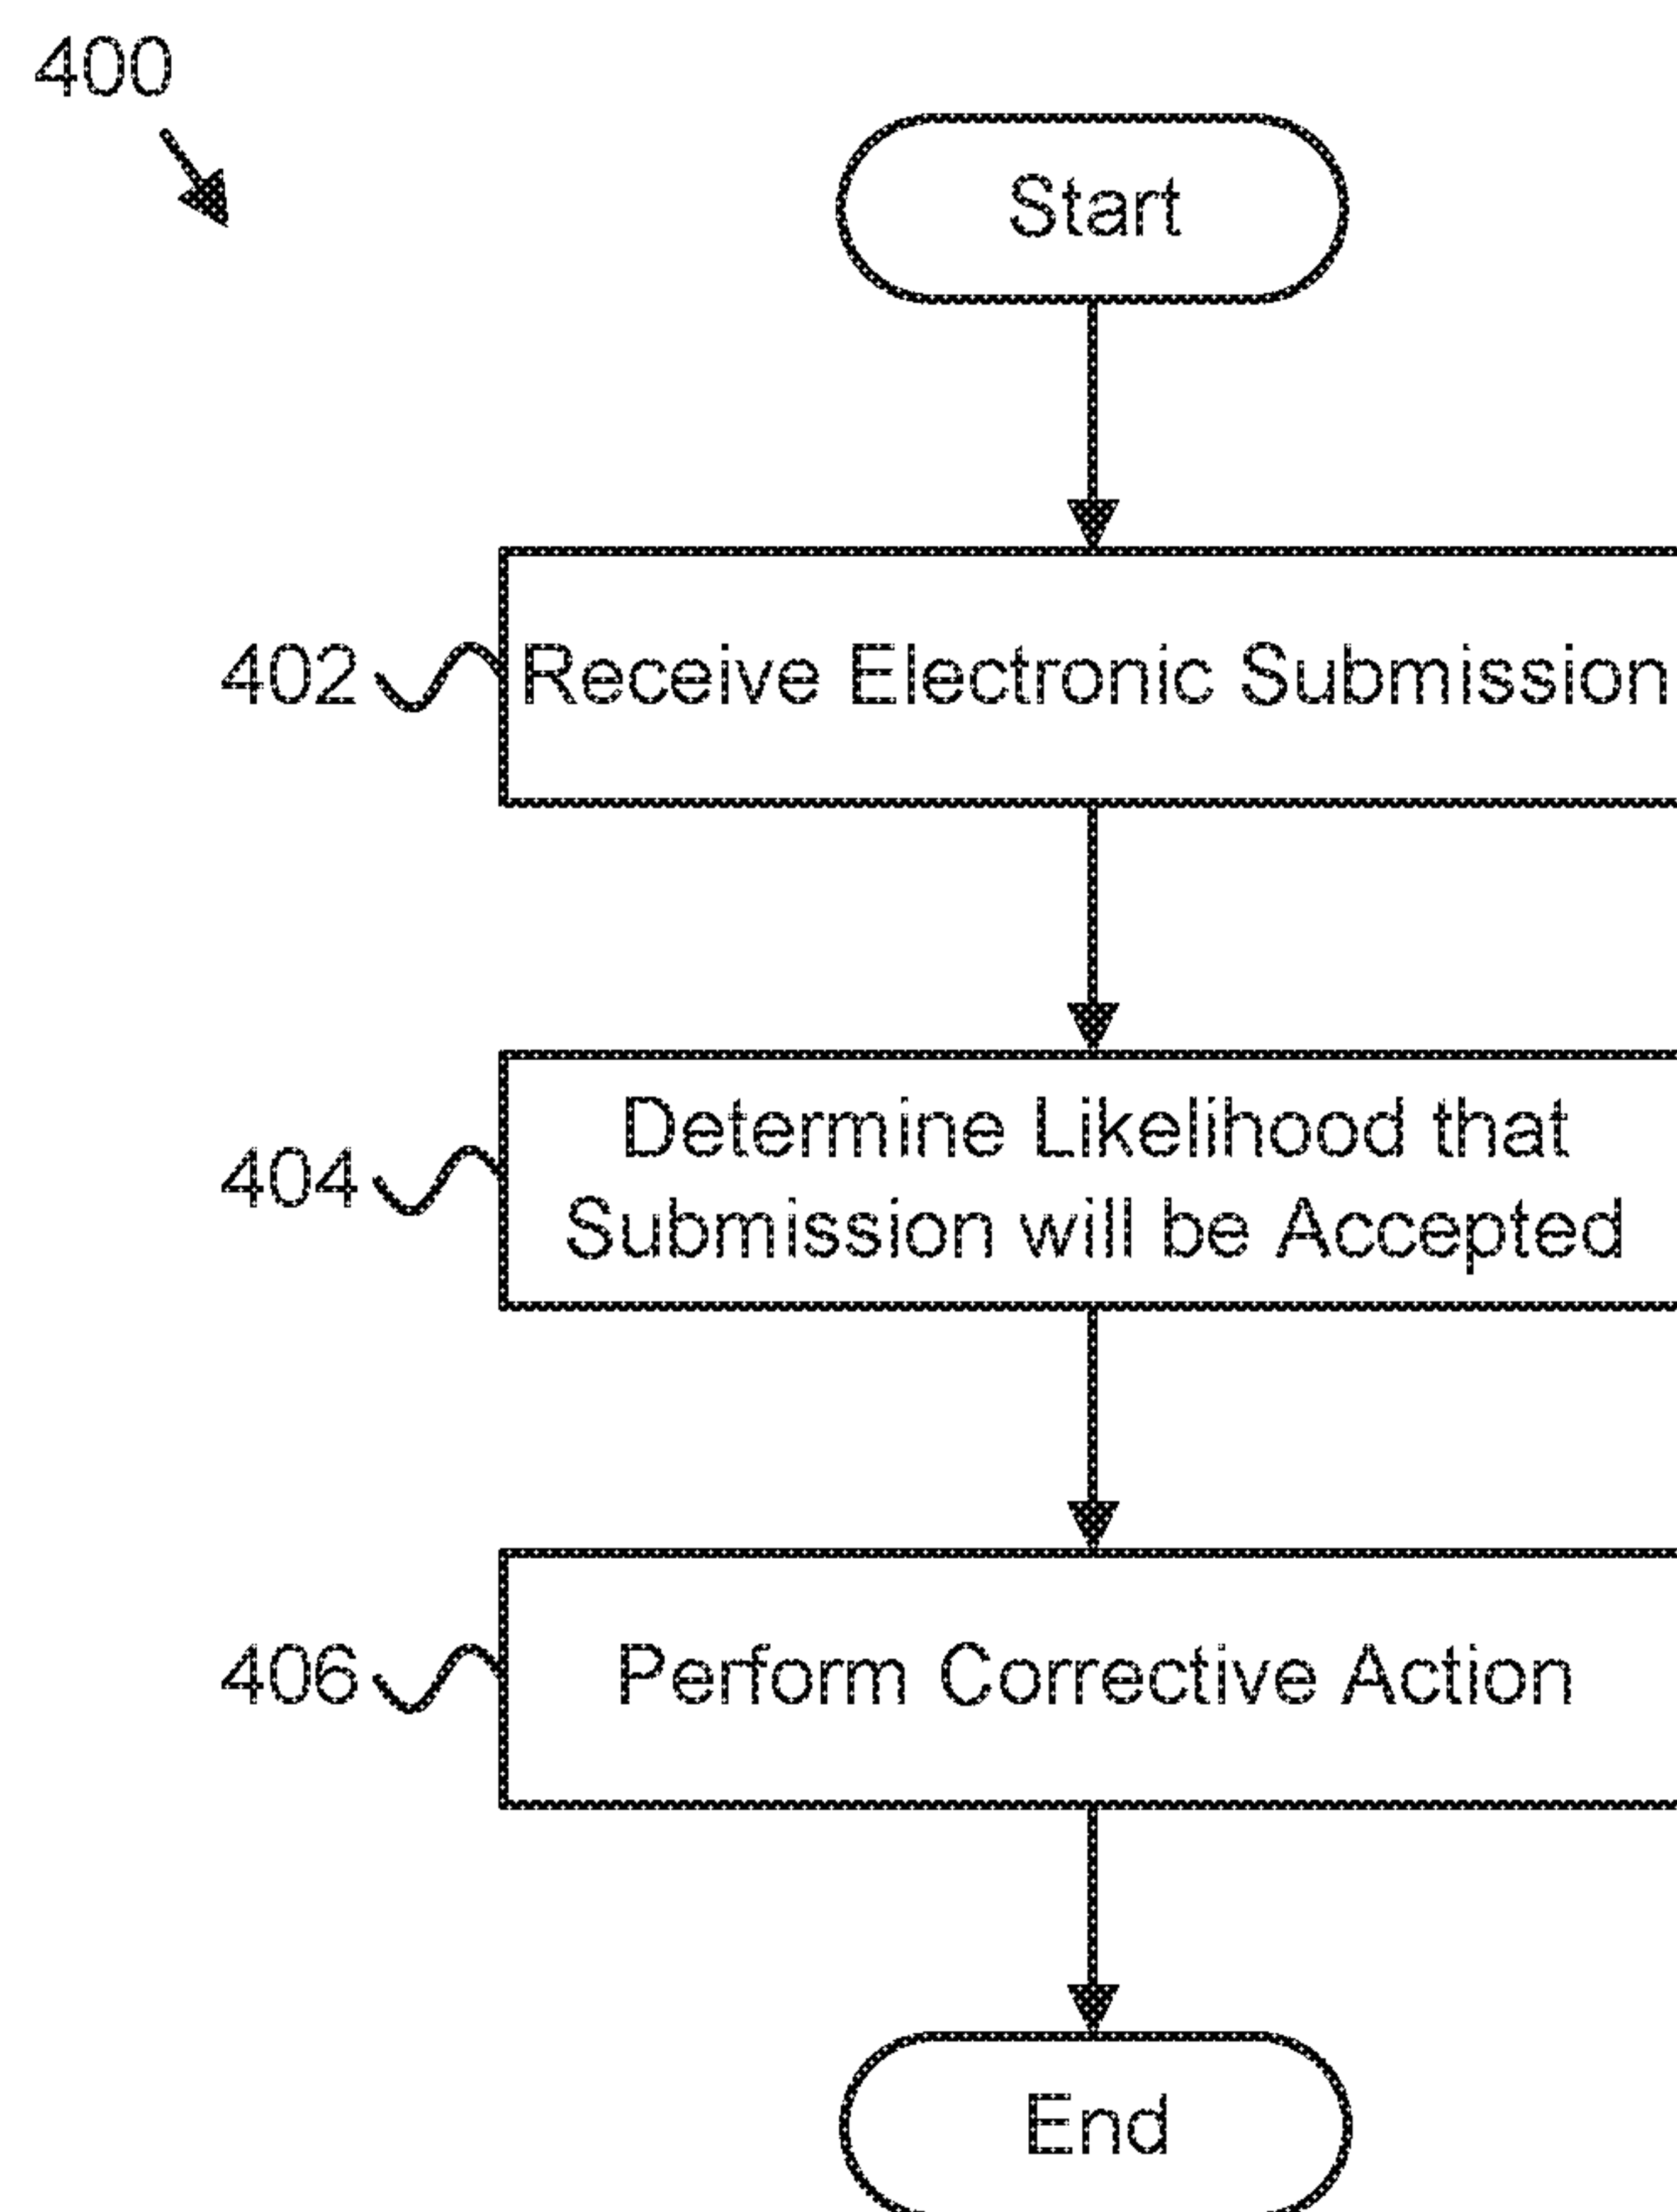 400
Start
402 Receive Electronic Submission
404 Determine Likelihood that
Submission will be Accepted
406 Perform Corrective Action
End